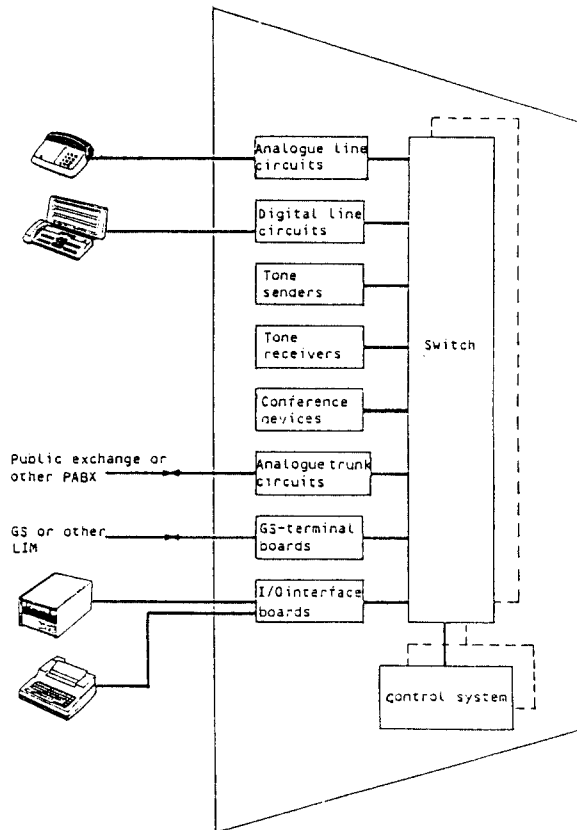 Analogue line
circuits
Digital line
circuits
Tone
senders
Tone
receivers
Switch
Conference
devices
Public exchange or
other PABX
Analogue trunk
circuits
GS or other
LIM
GS-terminal
boards
I/O interface
boards
Control system